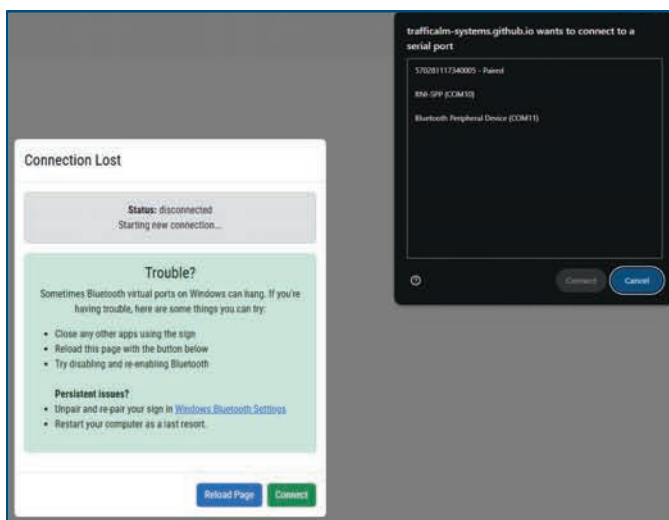 Connection Lost
Status: disconnected
Starting new connection...
Trouble?
Sometimes Bluetooth virtual ports on Windows can hang. If you're
having trouble, here are some things you can try:
• Close any other apps using the sign
• Reload this page with the button below
• Try disabling and re-enabling Bluetooth
Persistent issues?
• Unpair and re-pair your sign in Windows Bluetooth Settings
• Restart your computer as a last resort.
Reload Page Connect
trafficalm-systems.github.io wants to connect to a
serial port
570281117340005 - Paired
RNI-SPP (COM10)
Bluetooth Peripheral Device (COM11)
Connect Cancel